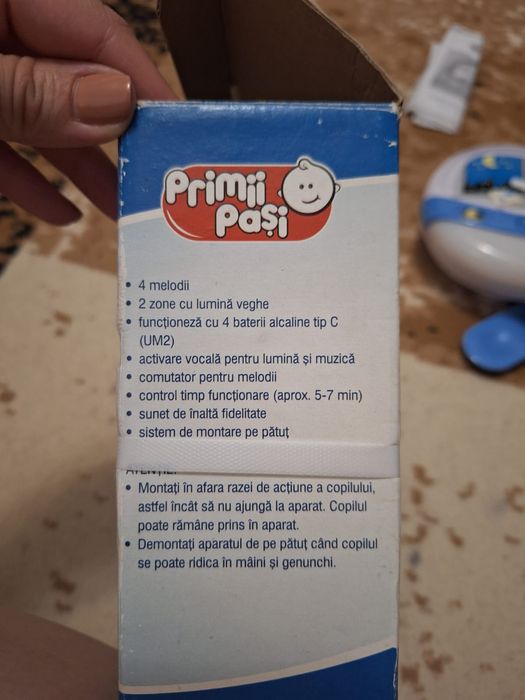 Primii
Pași
• 4 melodii
• 2 zone cu lumină veghe
• funcționeză cu 4 baterii alcaline tip C
(UM2)
• activare vocală pentru lumină și muzică
• comutator pentru melodii
• control timp funcționare (aprox. 5-7 min)
• sunet de înaltă fidelitate
• sistem de montare pe pătuț
• Montați în afara razei de acțiune a copilului,
astfel încât să nu ajungă la aparat. Copilul
poate rămâne prins în aparat.
• Demontați aparatul de pe pătuț când copilul
se poate ridica în mâini și genunchi.